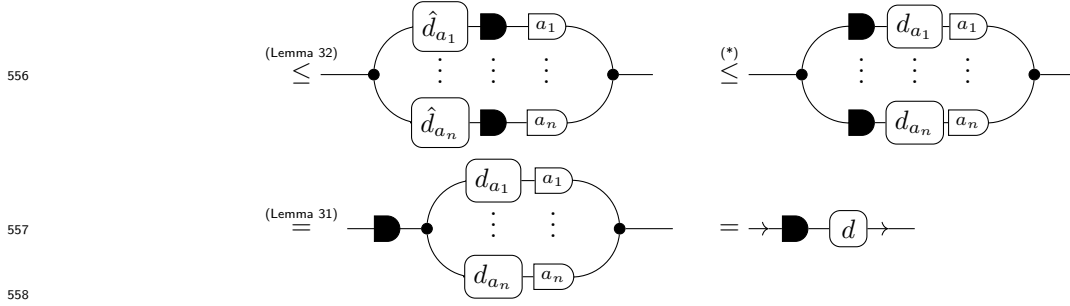 (Lemma 32) (*)
d̂a₁ a₁ dₐ₁ a₁
556 ≤ ⋮ ⋮ ⋮ ≤ ⋮ ⋮ ⋮
d̂aₙ aₙ daₙ aₙ
da₁ a₁
(Lemma 31)
557 = ⋮ ⋮ = d
daₙ aₙ
558